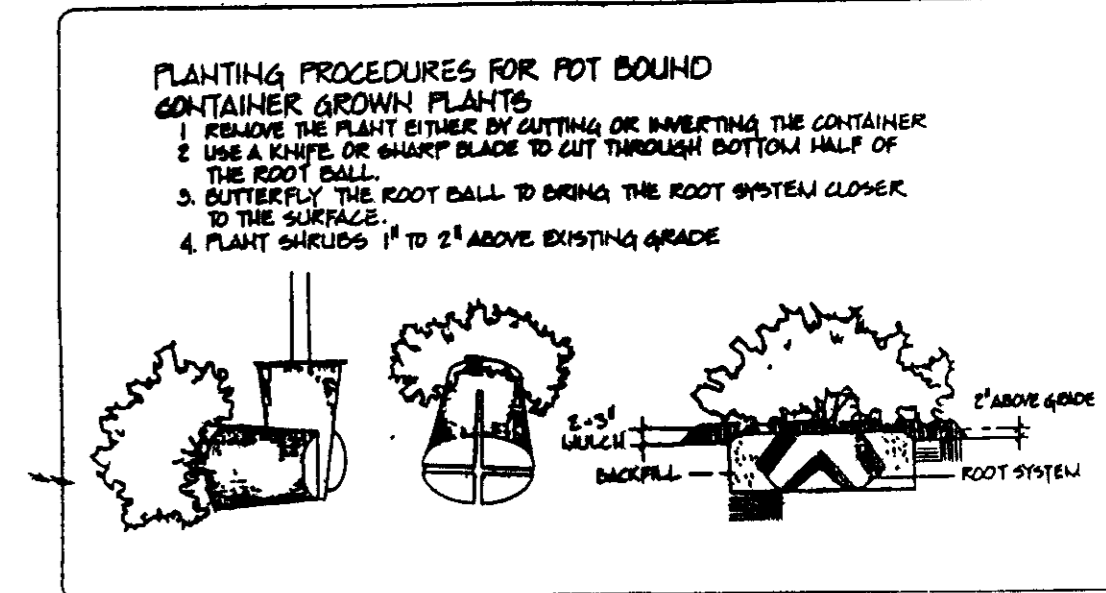 PLANTING PROCEDURES FOR POT BOUND
CONTAINER GROWN PLANTS
1 REMOVE THE PLANT EITHER BY CUTTING OR INVERTING THE CONTAINER
2 USE A KNIFE OR SHARP BLADE TO CUT THROUGH BOTTOM HALF OF
THE ROOT BALL.
3. BUTTERFLY THE ROOT BALL TO BRING THE ROOT SYSTEM CLOSER
TO THE SURFACE.
4. PLANT SHRUBS 1" TO 2" ABOVE EXISTING GRADE
2-3"
MULCH
BACKFILL
2" ABOVE GRADE
ROOT SYSTEM